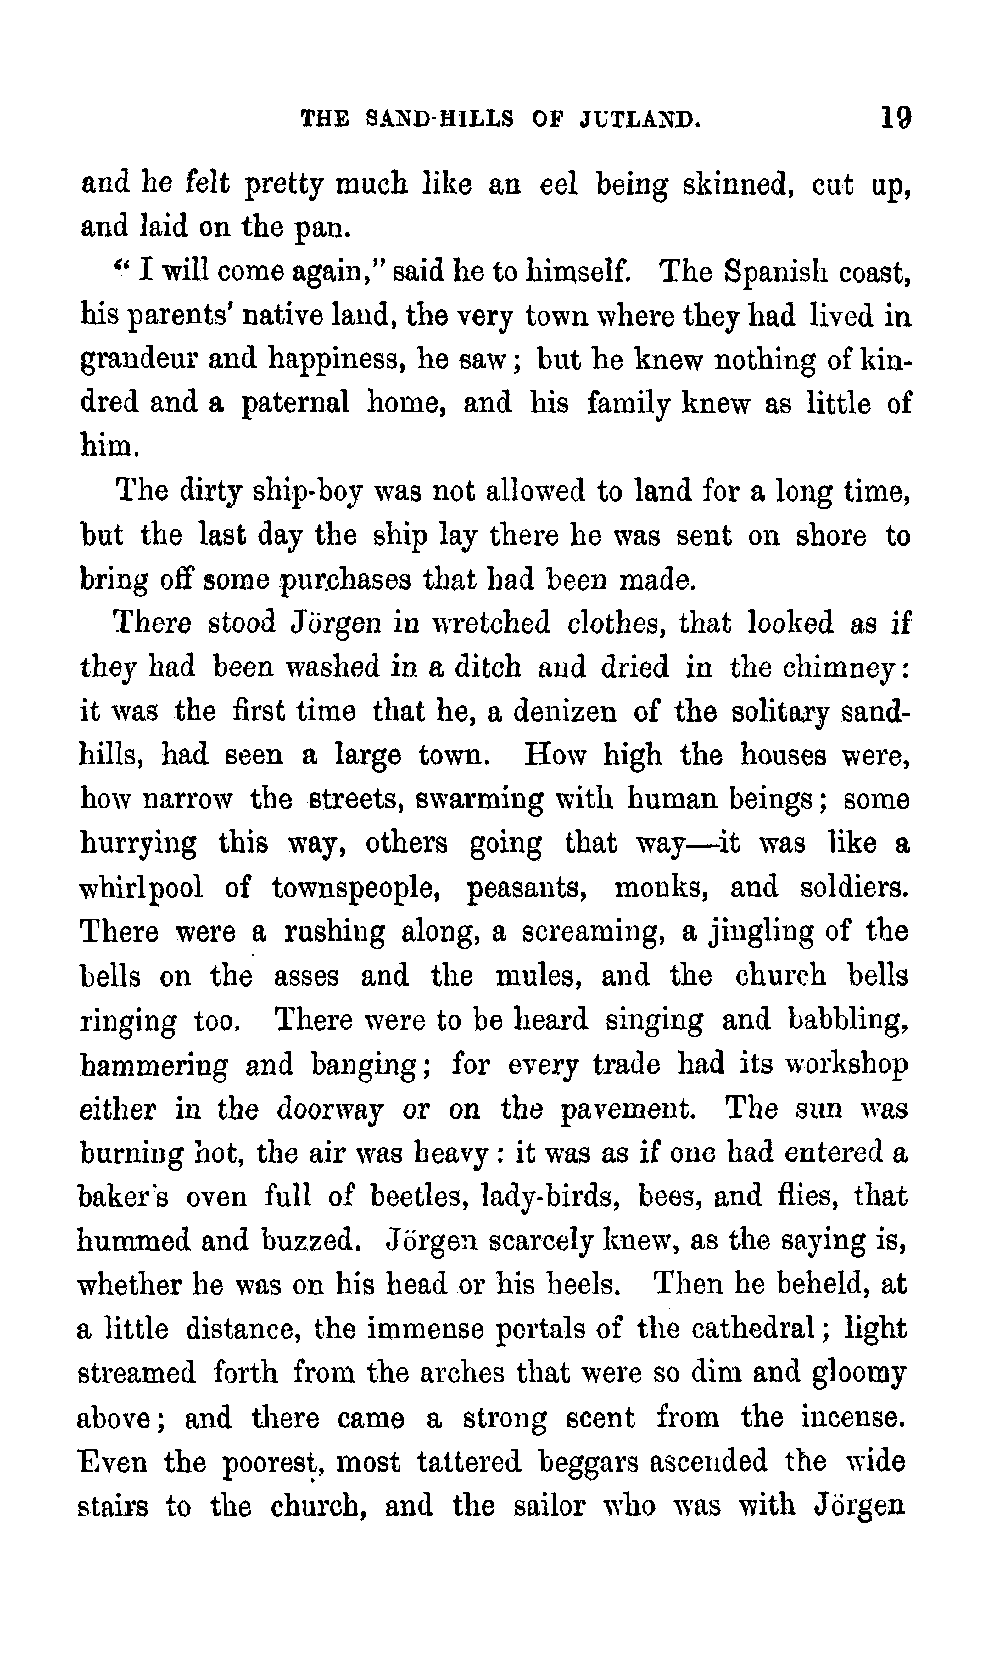 THE SAND-HILLS OF JUTLAND. 19
and he felt pretty much like an eel being skinned, cut up,
and laid on the pan.
“ I will come again,” said he to himself. The Spanish coast,
his parents’ native land, the very town where they had lived in
grandeur and happiness, he saw ; but he knew nothing of kin-
dred and a paternal home, and his family knew as little of
him.
The dirty ship-boy was not allowed to land for a long time,
but the last day the ship lay there he was sent on shore to
bring off some purchases that had been made.
There stood Jörgen in wretched clothes, that looked as if
they had been washed in a ditch and dried in the chimney :
it was the first time that he, a denizen of the solitary sand-
hills, had seen a large town. How high the houses were,
how narrow the streets, swarming with human beings ; some
hurrying this way, others going that way—it was like a
whirlpool of townspeople, peasants, monks, and soldiers.
There were a rushing along, a screaming, a jingling of the
bells on the asses and the mules, and the church bells
ringing too. There were to be heard singing and babbling,
hammering and banging ; for every trade had its workshop
either in the doorway or on the pavement. The sun was
burning hot, the air was heavy : it was as if one had entered a
baker's oven full of beetles, lady-birds, bees, and flies, that
hummed and buzzed. Jörgen scarcely knew, as the saying is,
whether he was on his head or his heels. Then he beheld, at
a little distance, the immense portals of the cathedral ; light
streamed forth from the arches that were so dim and gloomy
above ; and there came a strong scent from the incense.
Even the poorest, most tattered beggars ascended the wide
stairs to the church, and the sailor who was with Jörgen